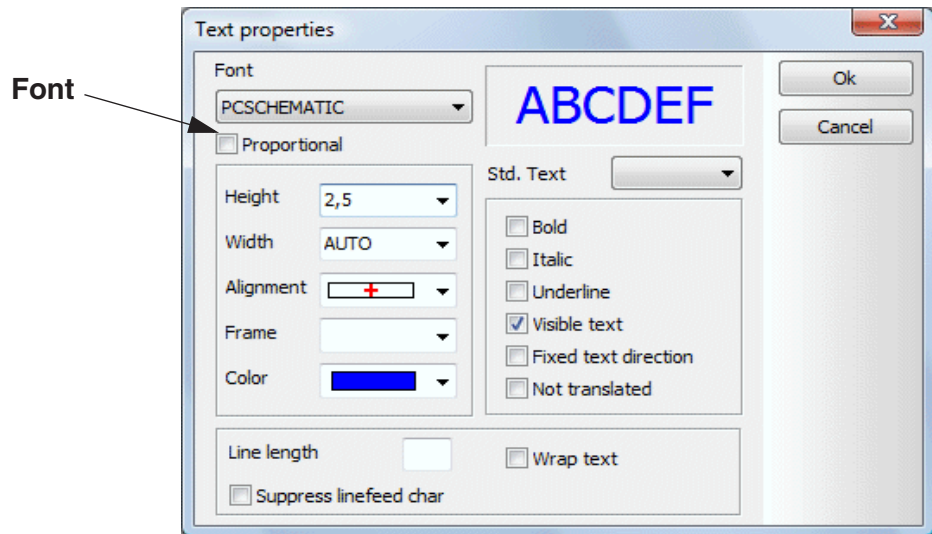 Text properties
Font
Font
PCSCHEMATIC
ABCDEF
Ok
Cancel
Proportional
Std. Text
Height
2,5
Width
AUTO
Alignment
Frame
Color
Bold
Italic
Underline
Visible text
Fixed text direction
Not translated
Line length
Wrap text
Suppress linefeed char